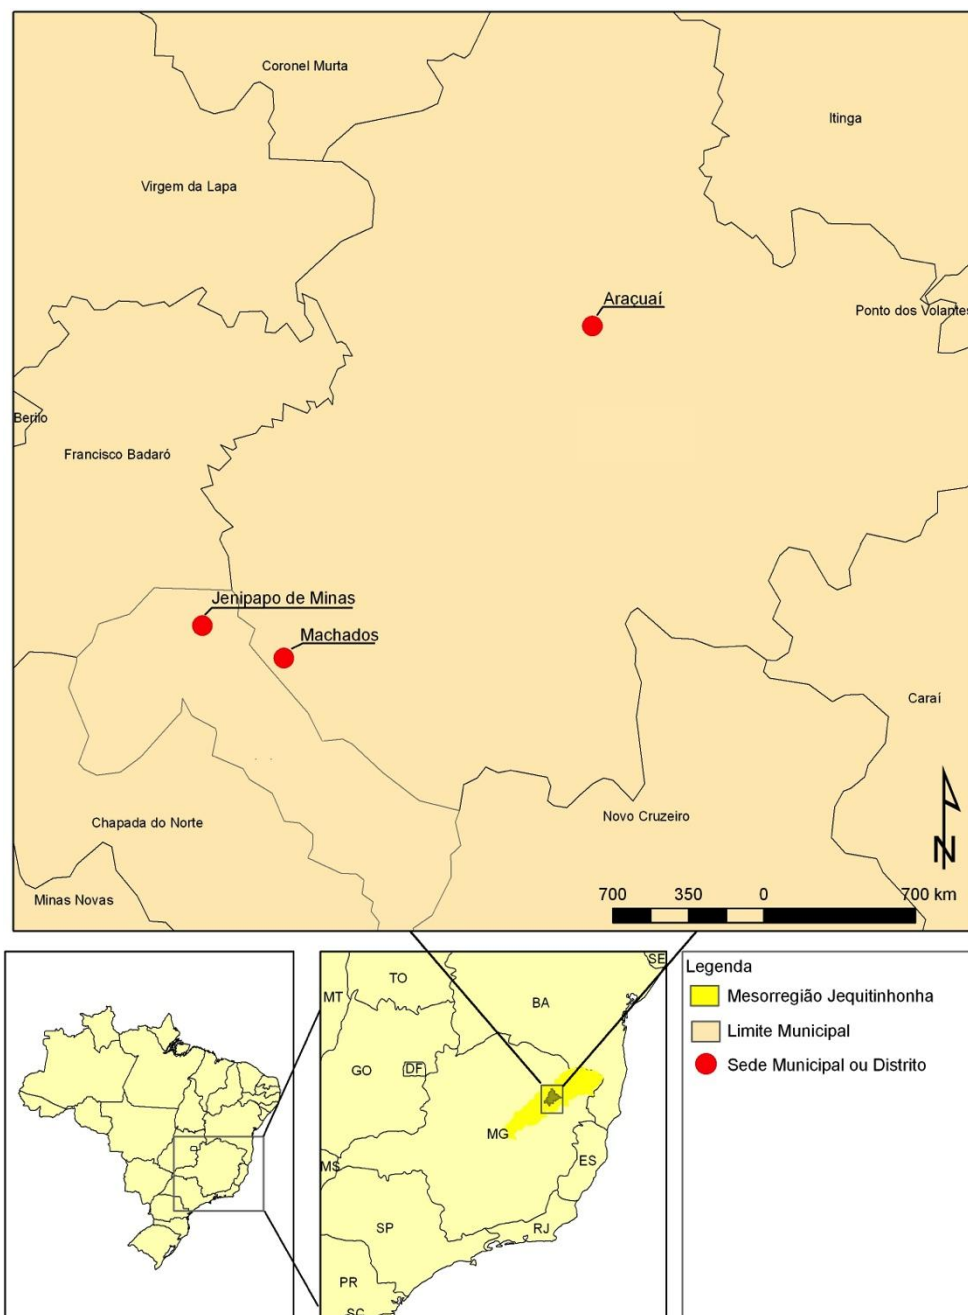 Coronel Murta
Itinga
Virgem da Lapa
Araçuaí
Ponto dos Volantes
Berilo
Francisco Badaró
Jenipapo de Minas
Machados
Caraí
Chapada do Norte
Novo Cruzeiro
N
Minas Novas
700 350 0 700 km
SE
Legenda
TO
MT
BA
Mesorregião Jequitinhonha
Limite Municipal
GO
DF
Sede Municipal ou Distrito
MG
ES
MS
SP
RJ
PR
SC